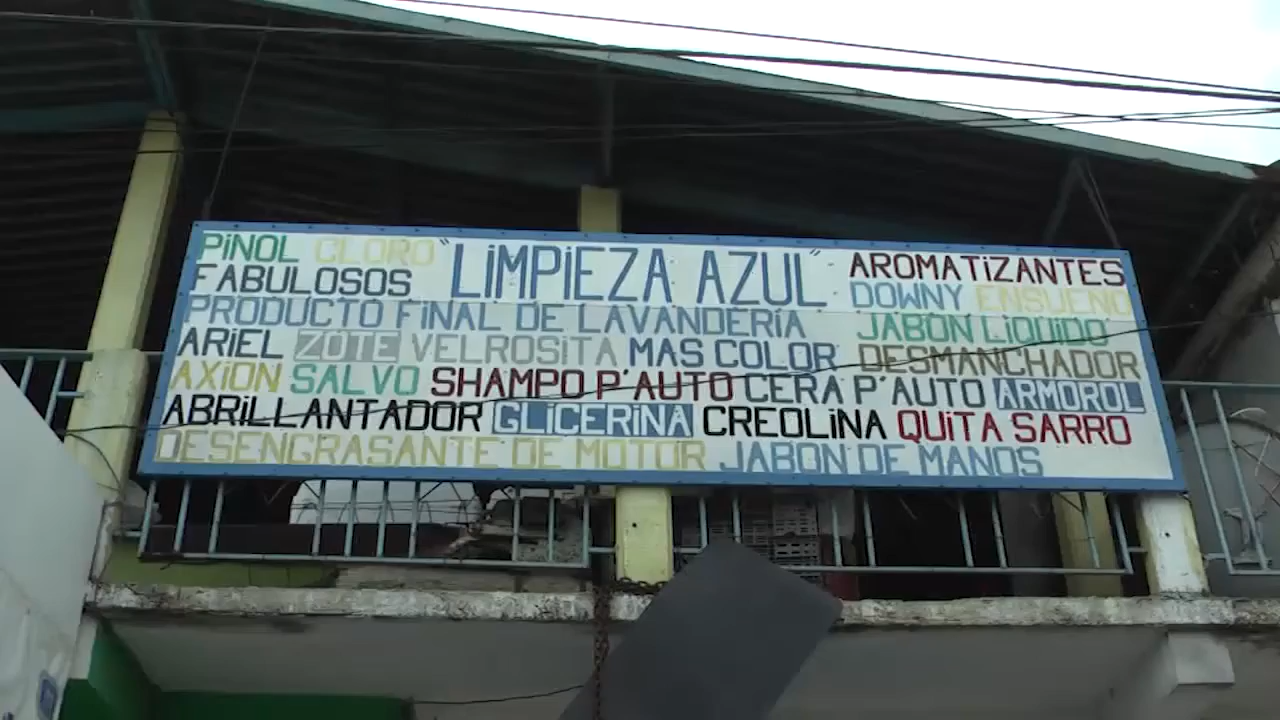 PiNOL CLORO "LiMPiEZA AZUL" AROMATiZANTES
FABULOSOS DOWNY ENSUEÑO
PRODUCTO FiNAL DE LAVANDERiA JABON LiQUiDO
ARiEL ZOTE VELROSiTA MAS COLOR DESMANCHADOR
AXiON SALVO SHAMPO P'AUTO CERA P'AUTO ARMOROL
ABRiLLANTADOR GLiCERiNA CREOLiNA QUiTA SARRO
DESENGRASANTE DE MOTOR JABON DE MANOS